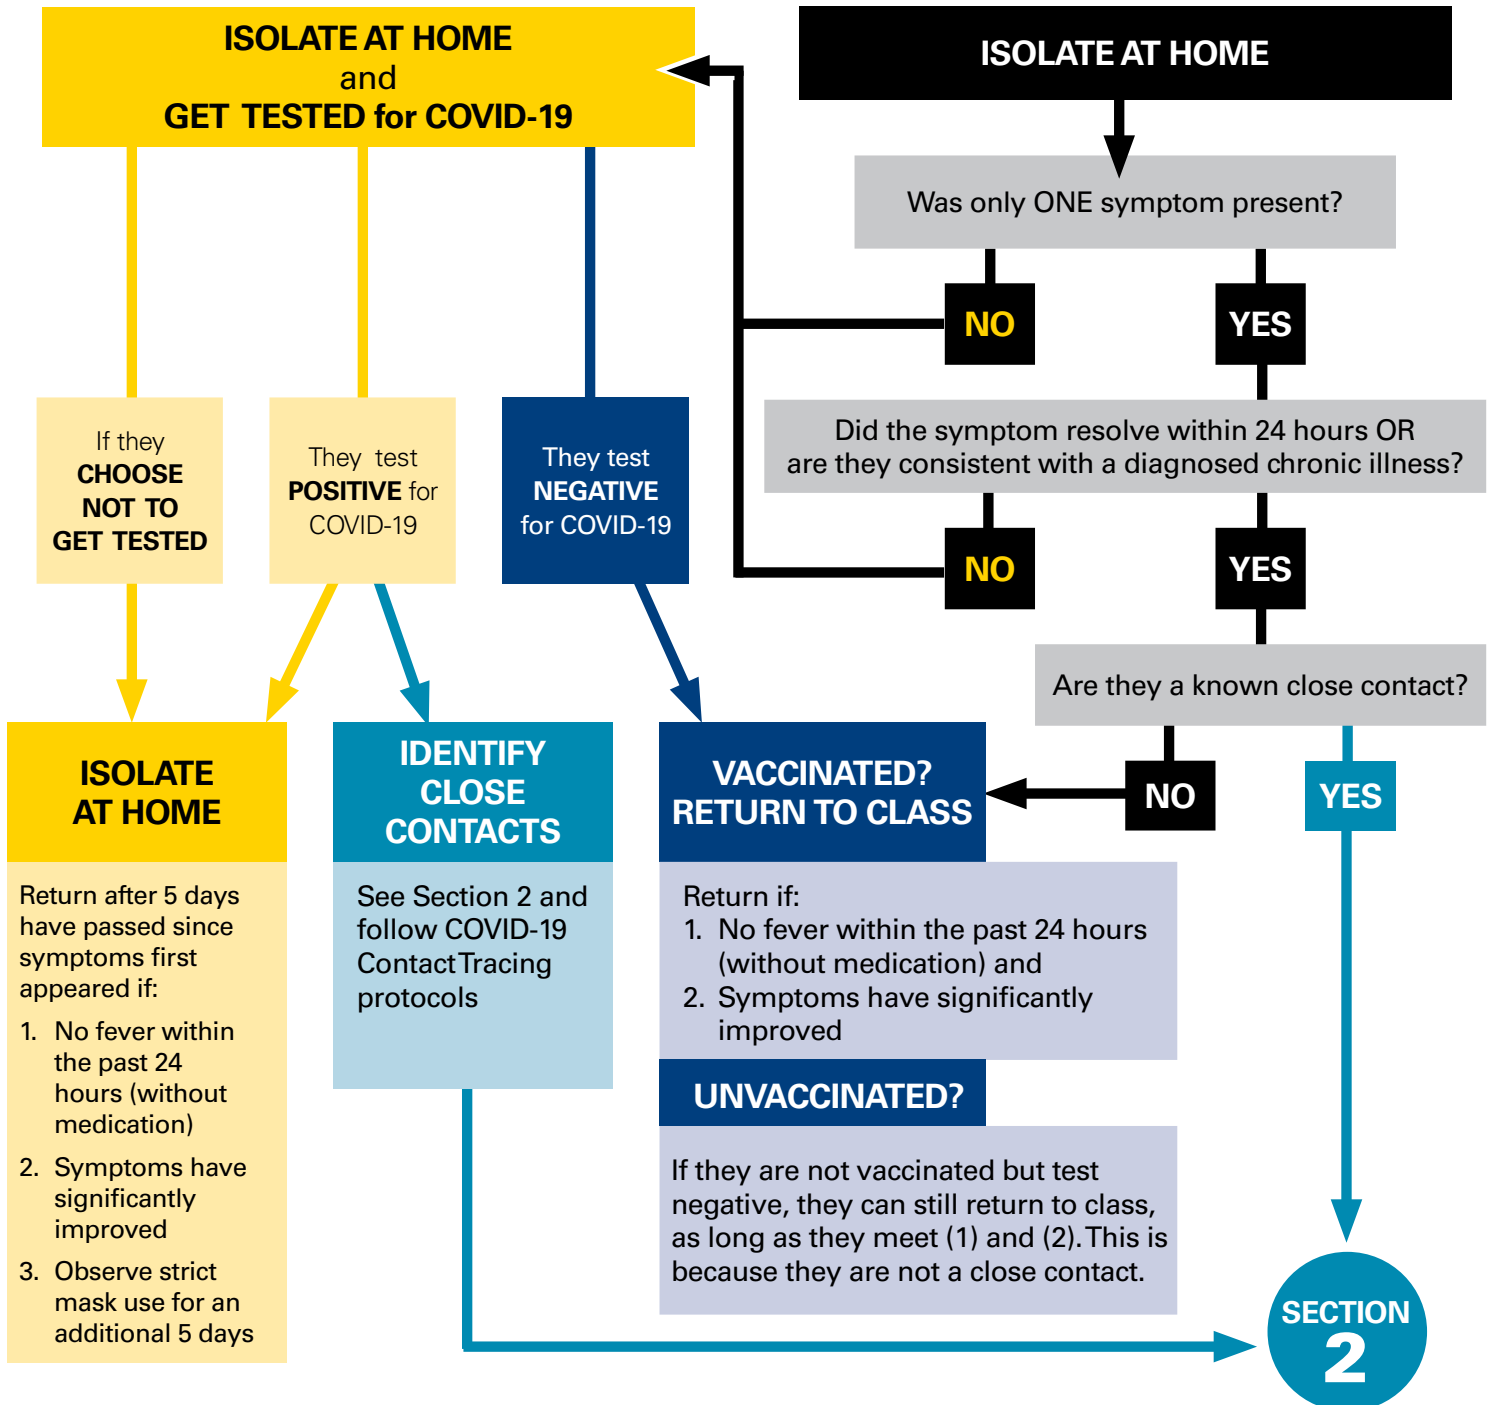 ISOLATE AT HOME
and
GET TESTED for COVID-19
ISOLATE AT HOME
Was only ONE symptom present?
NO
YES
Did the symptom resolve within 24 hours OR
are they consistent with a diagnosed chronic illness?
NO
YES
Are they a known close contact?
NO
YES
If they
CHOOSE
NOT TO
GET TESTED
They test
POSITIVE for
COVID-19
They test
NEGATIVE
for COVID-19
ISOLATE
AT HOME
Return after 5 days
have passed since
symptoms first
appeared if:
1. No fever within
the past 24
hours (without
medication)
2. Symptoms have
significantly
improved
3. Observe strict
mask use for an
additional 5 days
IDENTIFY
CLOSE
CONTACTS
See Section 2 and
follow COVID-19
Contact Tracing
protocols
VACCINATED?
RETURN TO CLASS
Return if:
1. No fever within the past 24 hours
(without medication) and
2. Symptoms have significantly
improved
UNVACCINATED?
If they are not vaccinated but test
negative, they can still return to class,
as long as they meet (1) and (2). This is
because they are not a close contact.
SECTION
2